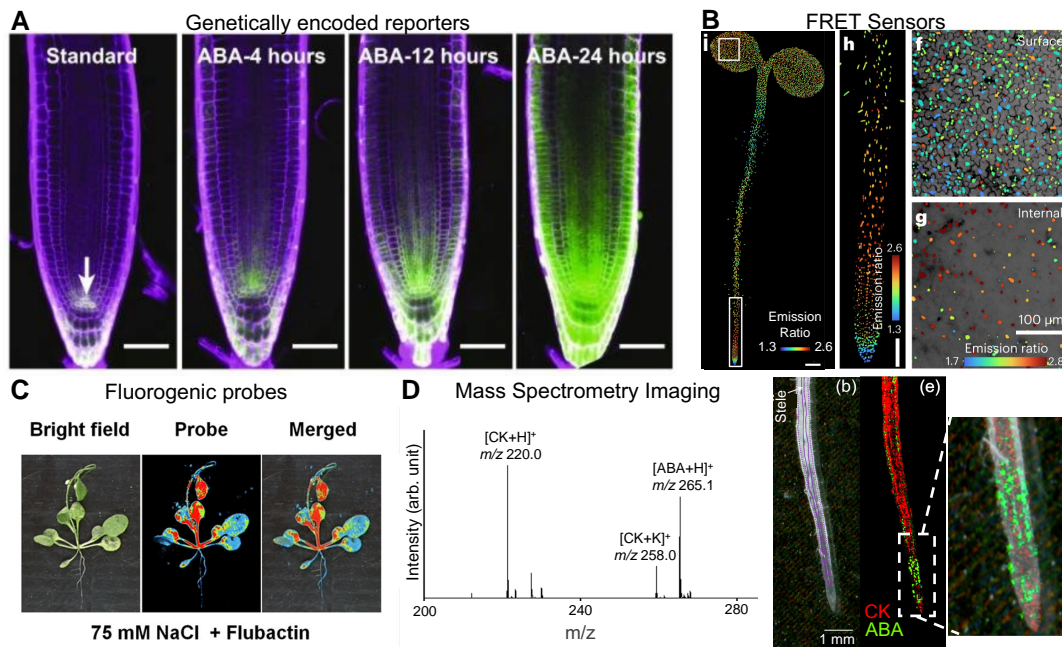 A
Genetically encoded reporters
Standard
ABA-4 hours
ABA-12 hours
ABA-24 hours
B
FRET Sensors
i
Emission
Ratio
1.3
2.6
h
2.6
Emission ratio
1.3
f
Surface
g
Internal
100 µm
Emission ratio
1.7
2.8
C
Fluorogenic probes
Bright field
Probe
Merged
75 mM NaCl + Flubactin
D
Mass Spectrometry Imaging
Intensity (arb. unit)
[CK+H]+
m/z 220.0
[ABA+H]+
m/z 265.1
[CK+K]+
m/z 258.0
200
240
280
m/z
Stele
(b)
1 mm
(e)
CK
ABA